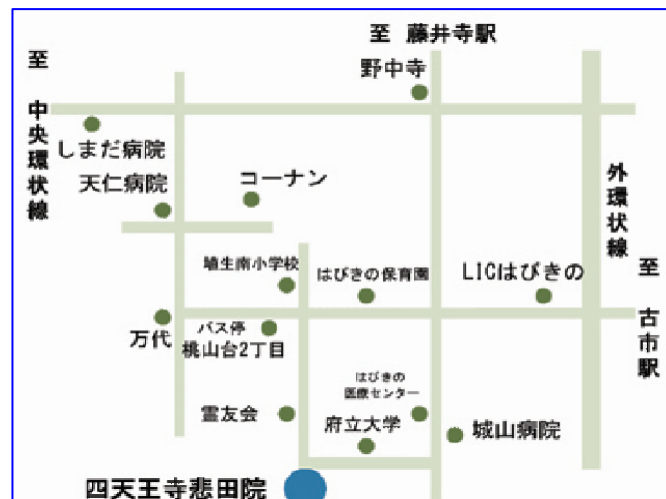 至 藤井寺駅
至 中央環状線
野中寺
しまだ病院
天仁病院
コーナン
外環状線
埴生南小学校
はびきの保育園
LICはびきの
至 古市駅
万代
バス停
桃山台2丁目
はびきの
医療センター
霊友会
府立大学
城山病院
四天王寺悲田院